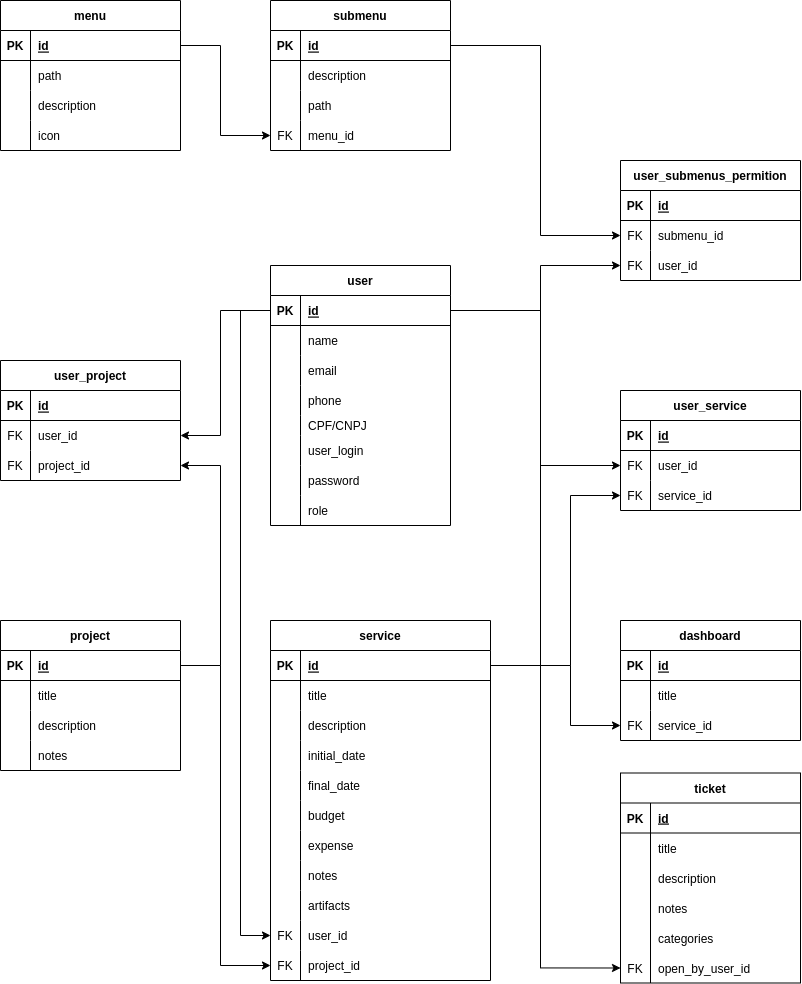 menu
PK id
path
description
icon
submenu
PK id
description
path
FK menu_id
user_submenus_permition
PK id
FK submenu_id
FK user_id
user
PK id
name
email
phone
CPF/CNPJ
user_login
password
role
user_project
PK id
FK user_id
FK project_id
user_service
PK id
FK user_id
FK service_id
project
PK id
title
description
notes
service
PK id
title
description
initial_date
final_date
budget
expense
notes
artifacts
FK user_id
FK project_id
dashboard
PK id
title
FK service_id
ticket
PK id
title
description
notes
categories
FK open_by_user_id